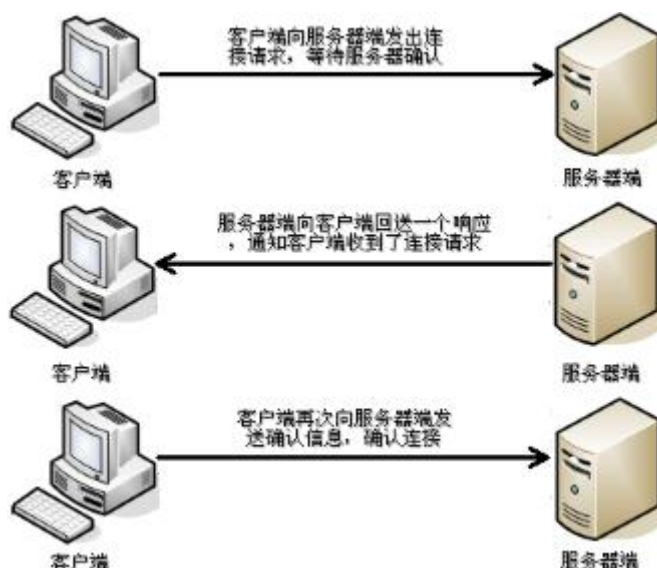 客户端向服务器端发出连
接请求，等待服务器确认
客户端
服务器端
服务器端向客户端回送一个响应
，通知客户端收到了连接请求
客户端
服务器端
客户端再次向服务器端发
送确认信息，确认连接
客户端
服务器端